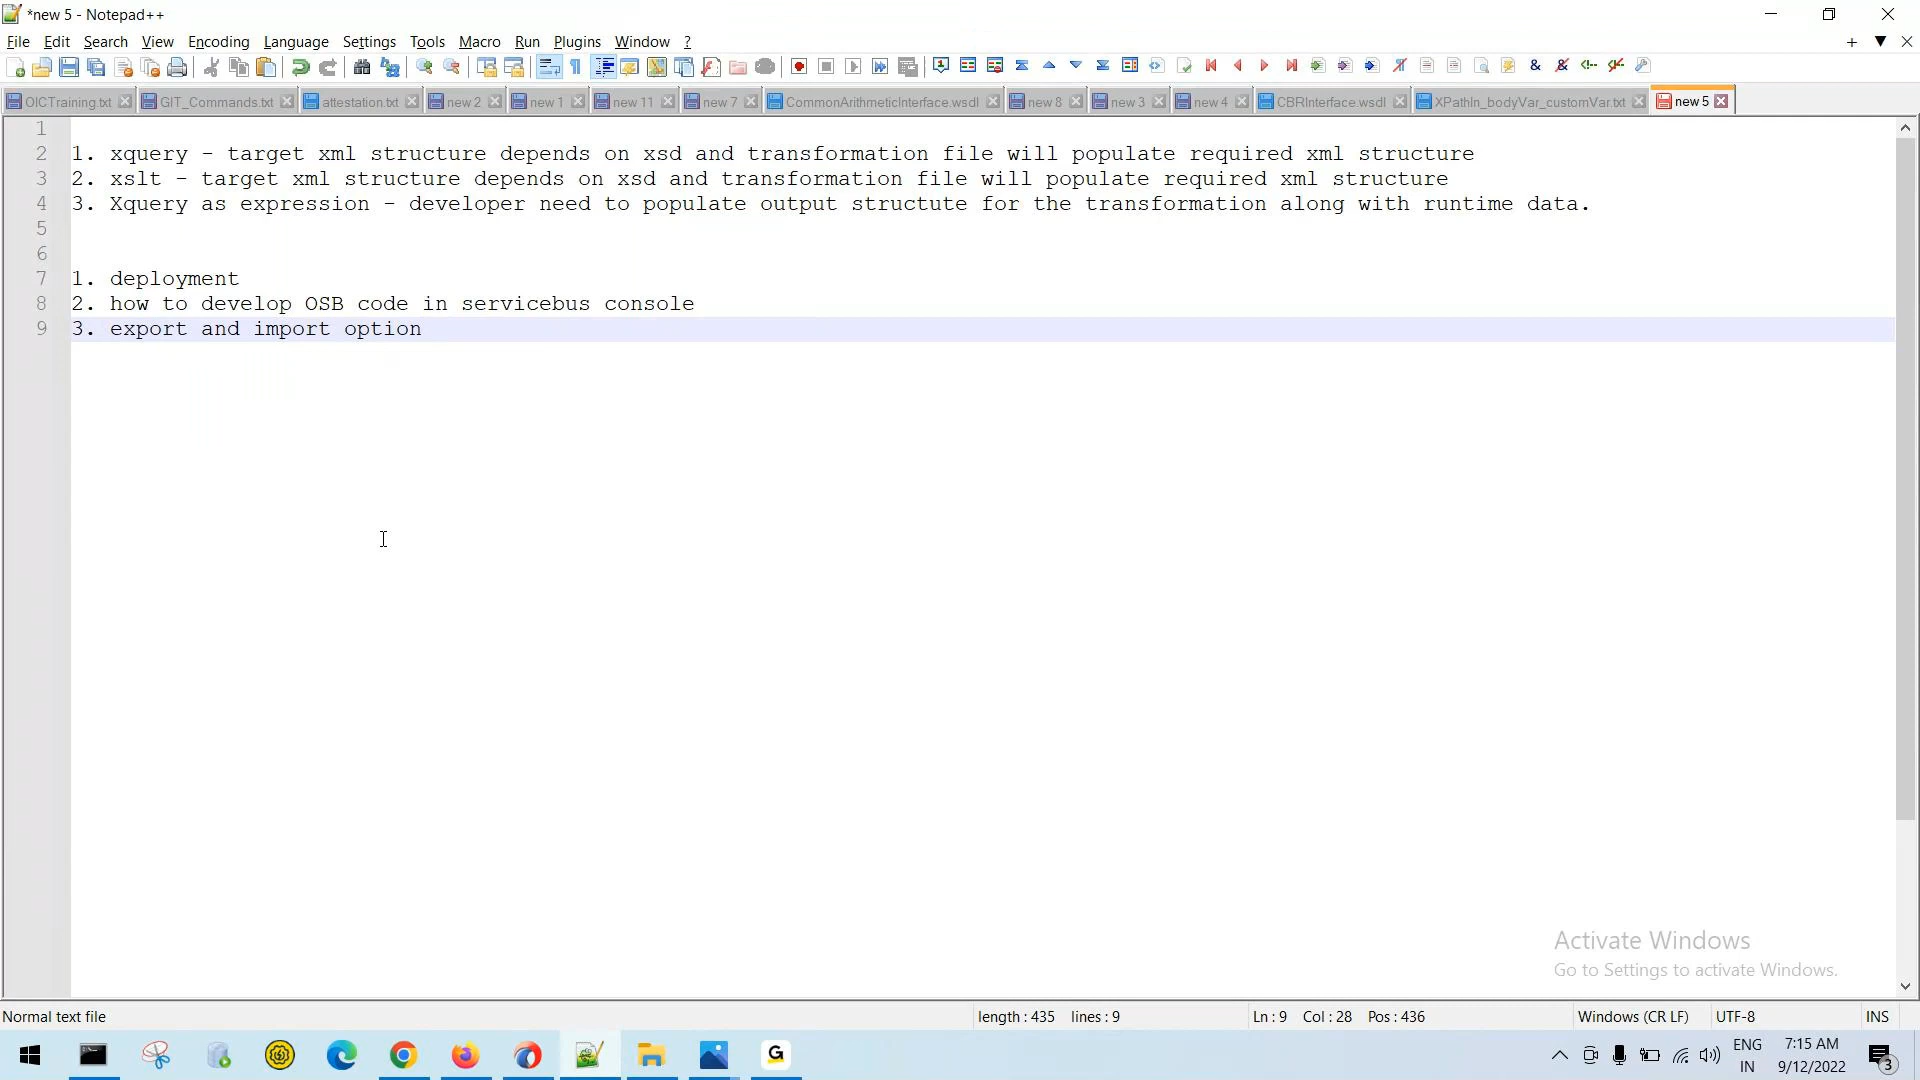 *new 5 - Notepad++
File Edit Search View Encoding Language Settings Tools Macro Run Plugins Window ?
OICTraining.txt GIT_Commands.txt attestation.txt new 2 new 1 new 11 new 7 CommonArithmeticInterface.wsdl new 8 new 3 new 4 CBRInterface.wsdl XPathIn_bodyVar_customVar.txt new 5
1
2 1. xquery - target xml structure depends on xsd and transformation file will populate required xml structure
3 2. xslt - target xml structure depends on xsd and transformation file will populate required xml structure
4 3. Xquery as expression - developer need to populate output structute for the transformation along with runtime data.
5
6
7 1. deployment
8 2. how to develop OSB code in servicebus console
9 3. export and import option
Activate Windows
Go to Settings to activate Windows.
Normal text file length : 435 lines : 9 Ln : 9 Col : 28 Pos : 436 Windows (CR LF) UTF-8 INS
G
ENG 7:15 AM
IN 9/12/2022 3